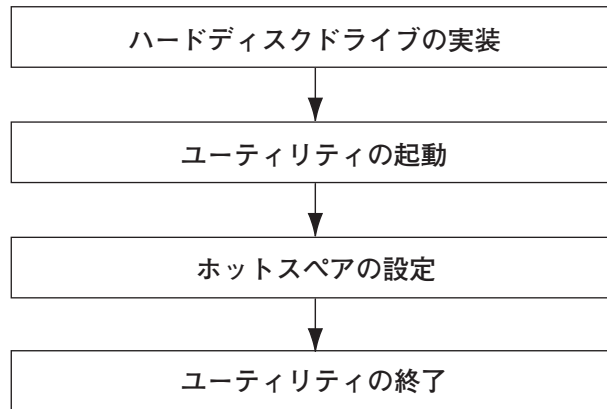 ハードディスクドライブの実装
ユーティリティの起動
ホットスペアの設定
ユーティリティの終了